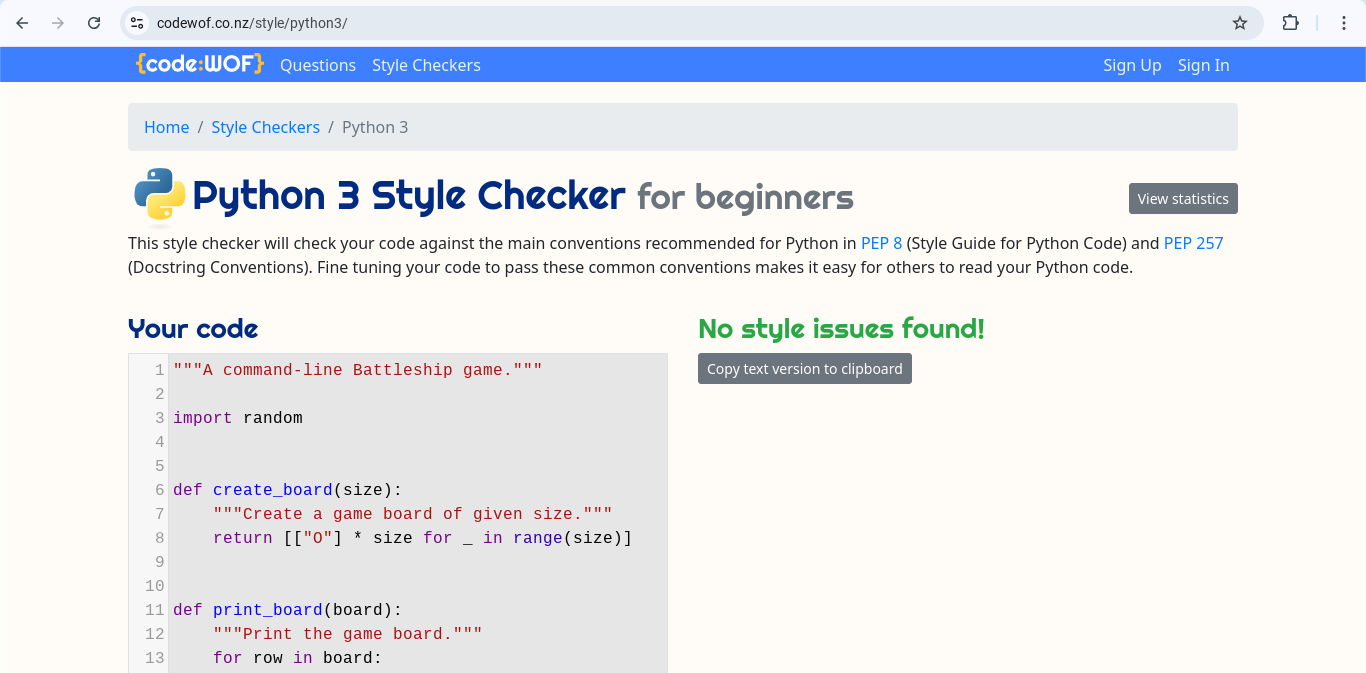 codewof.co.nz/style/python3/
{code:WOF} Questions Style Checkers Sign Up Sign In
Home / Style Checkers / Python 3
Python 3 Style Checker for beginners
View statistics
This style checker will check your code against the main conventions recommended for Python in PEP 8 (Style Guide for Python Code) and PEP 257
(Docstring Conventions). Fine tuning your code to pass these common conventions makes it easy for others to read your Python code.
Your code
1 """A command-line Battleship game."""
2
3 import random
4
5
6 def create_board(size):
7     """Create a game board of given size."""
8     return [["O"] * size for _ in range(size)]
9
10
11 def print_board(board):
12     """Print the game board."""
13     for row in board:
No style issues found!
Copy text version to clipboard